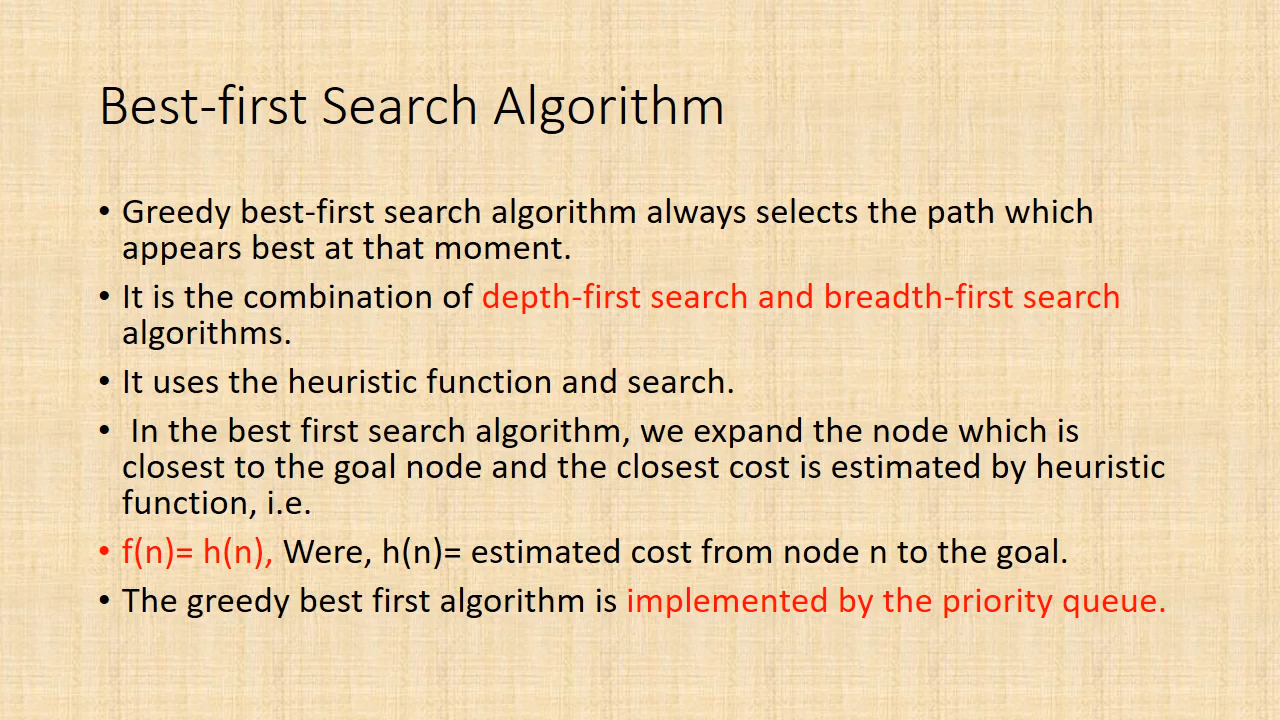 Best-first Search Algorithm
• Greedy best-first search algorithm always selects the path which
appears best at that moment.
• It is the combination of depth-first search and breadth-first search
algorithms.
• It uses the heuristic function and search.
• In the best first search algorithm, we expand the node which is
closest to the goal node and the closest cost is estimated by heuristic
function, i.e.
• f(n)= h(n), Were, h(n)= estimated cost from node n to the goal.
• The greedy best first algorithm is implemented by the priority queue.